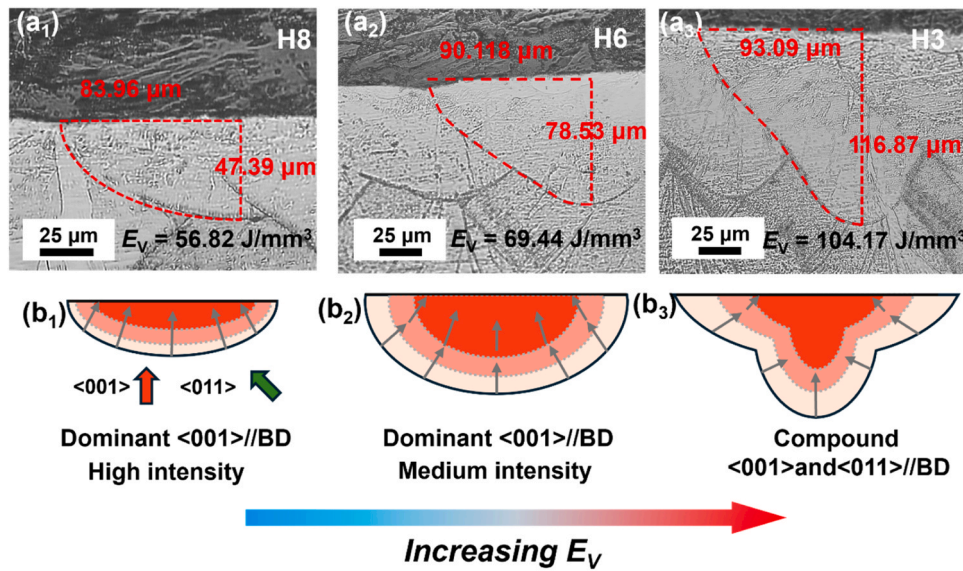 (a₁)
H8
83.96 μm
47.39 μm
25 μm
Eᵥ = 56.82 J/mm³
(a₂)
H6
90.118 μm
78.53 μm
25 μm
Eᵥ = 69.44 J/mm³
(a₃)
H3
93.09 μm
116.87 μm
25 μm
Eᵥ = 104.17 J/mm³
(b₁)
<001>
<011>
Dominant <001>//BD
High intensity
(b₂)
Dominant <001>//BD
Medium intensity
(b₃)
Compound
<001>and<011>//BD
Increasing Eᵥ